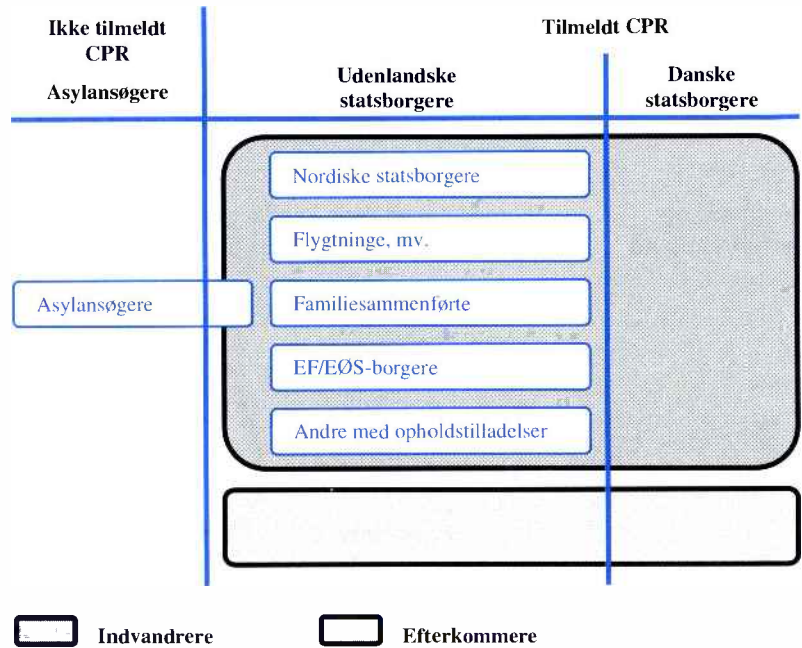 Ikke tilmeldt
CPR
Asylansøgere
Tilmeldt CPR
Udenlandske
statsborgere
Danske
statsborgere
Nordiske statsborgere
Flygtninge, mv.
Asylansøgere
Familiesammenførte
EF/EØS-borgere
Andre med opholdstilladelser
Indvandrere
Efterkommere